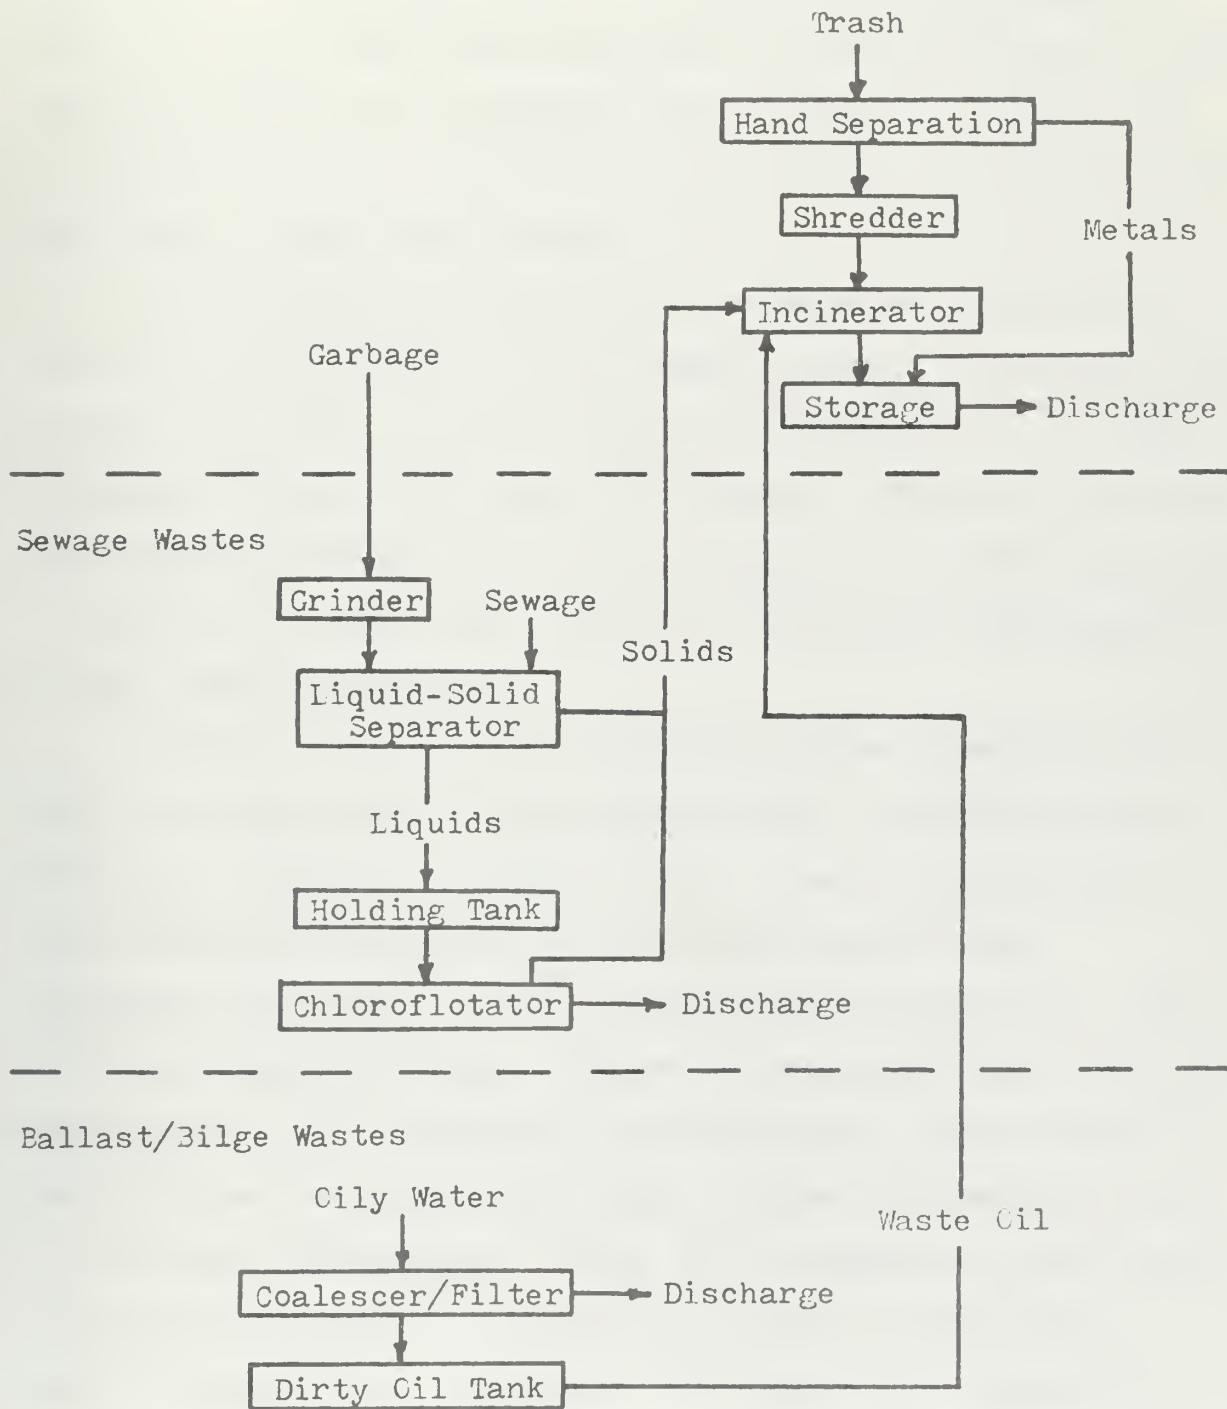 Trash
Hand Separation
Shredder
Metals
Incinerator
Garbage
Storage
Discharge
Sewage Wastes
Grinder
Sewage
Solids
Liquid-Solid
Separator
Liquids
Holding Tank
Chloroflotator
Discharge
Ballast/Bilge Wastes
Oily Water
Waste Oil
Coalescer/Filter
Discharge
Dirty Oil Tank